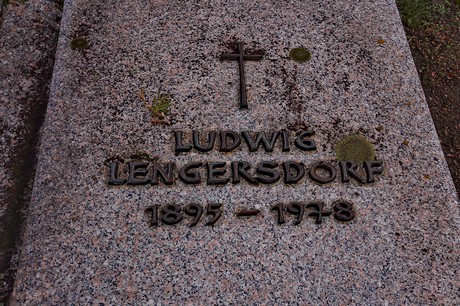 LUDWIG
LENGERSDORF
1895 - 1978